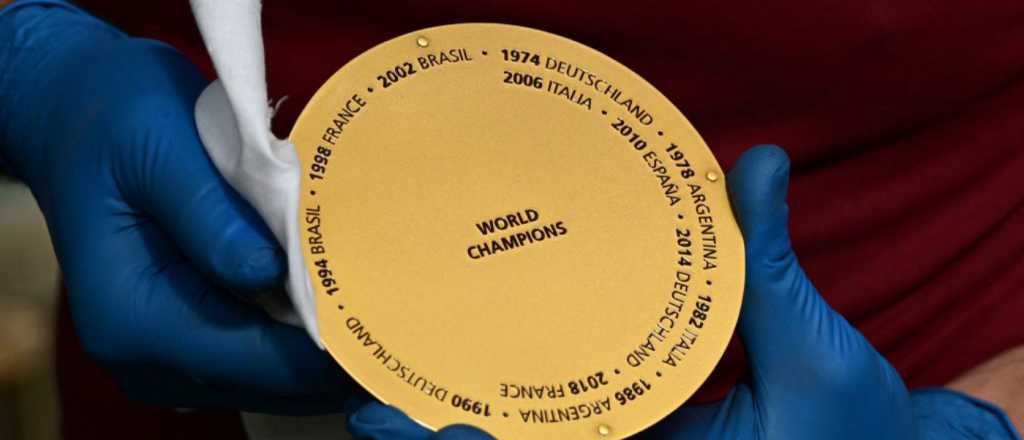 1974 DEUTSCHLAND • 1978 ARGENTINA • 1982 ITALIA • 1986 ARGENTINA • 1990 DEUTSCHLAND • 1994 BRASIL • 1998 FRANCE • 2002 BRASIL •
2006 ITALIA • 2010 ESPAÑA • 2014 DEUTSCHLAND • 2018 FRANCE
WORLD
CHAMPIONS